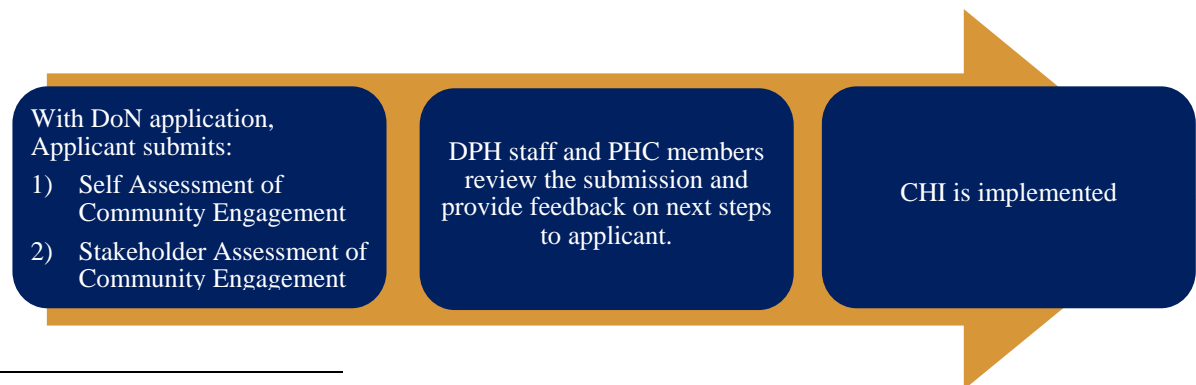 With DoN application,
Applicant submits:
1) Self Assessment of
Community Engagement
2) Stakeholder Assessment of
Community Engagement
DPH staff and PHC members
review the submission and
provide feedback on next steps
to applicant.
CHI is implemented